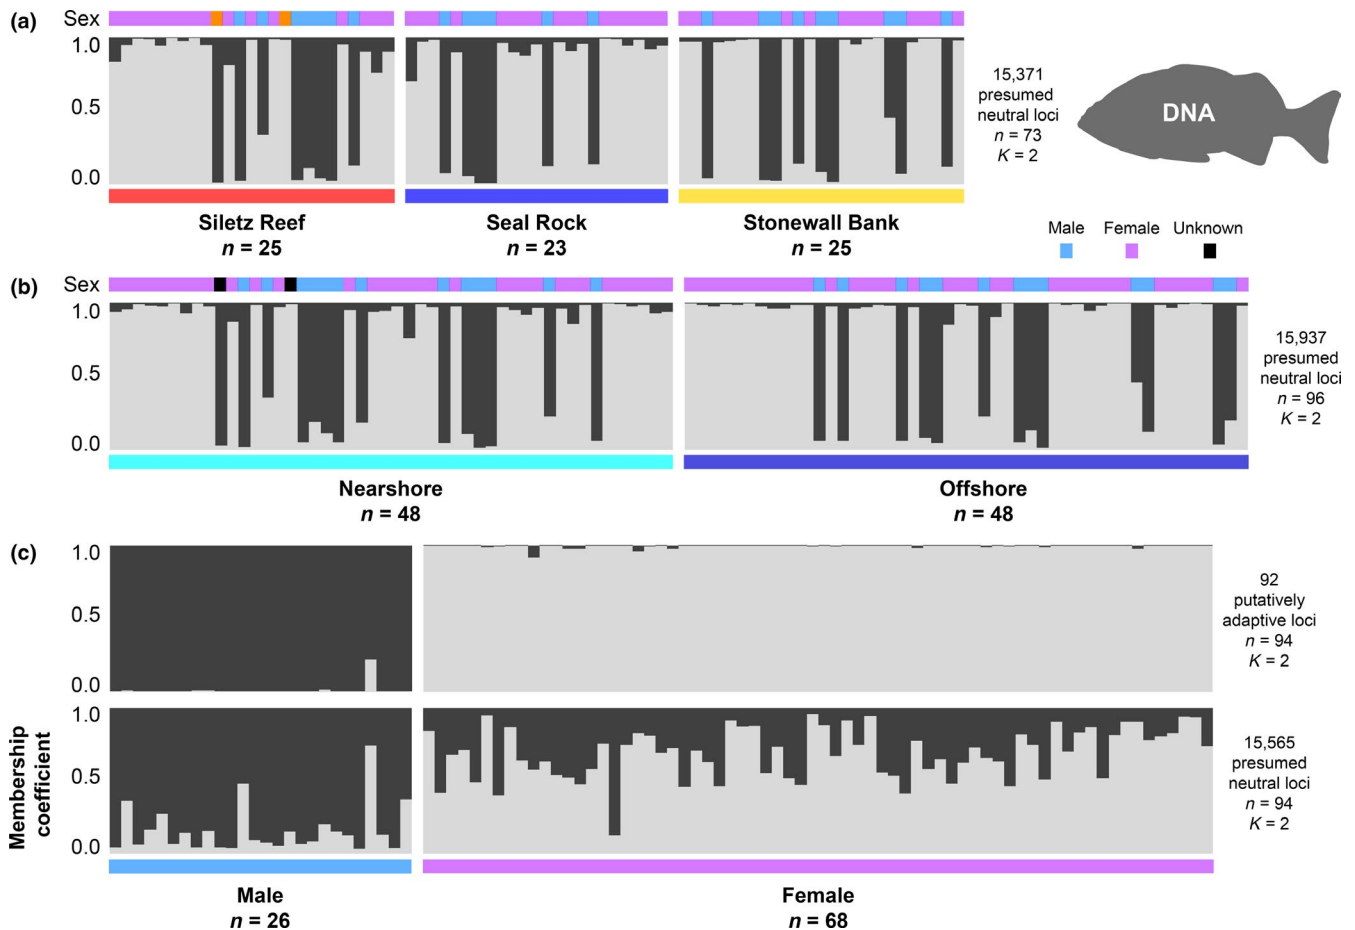 (a)
Sex
1.0
0.5
0.0
Siletz Reef
n = 25
Seal Rock
n = 23
Stonewall Bank
n = 25
15,371
presumed
neutral loci
n = 73
K = 2
DNA
Male
Female
Unknown
(b)
Sex
1.0
0.5
0.0
Nearshore
n = 48
Offshore
n = 48
15,937
presumed
neutral loci
n = 96
K = 2
(c)
1.0
0.5
0.0
92
putatively
adaptive loci
n = 94
K = 2
Membership
coefficient
1.0
0.5
0.0
15,565
presumed
neutral loci
n = 94
K = 2
Male
n = 26
Female
n = 68